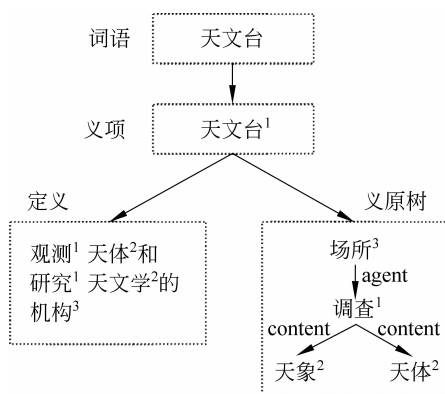 词语 天文台
义项 天文台¹
定义 义原树
观测¹ 天体²和
研究¹ 天文学²的
机构³
场所³
agent
调查¹
content content
天象² 天体²